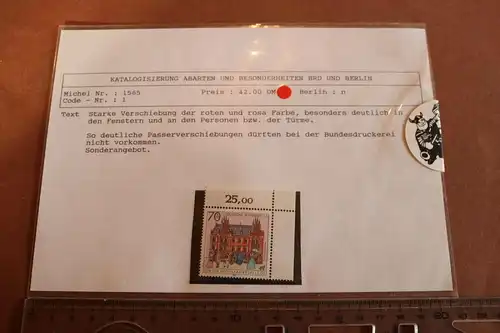 KATALOGISIERUNG ABARTEN UND BESONDERHEITEN BRD UND BERLIN
Michel Nr. : 1565 Preis : 42.00 DM Berlin : n
Code - Nr. : 1
Text Starke Verschiebung der roten und rosa Farbe, besonders deutlich in
den Fenstern und an den Personen bzw. der Türme.
So deutliche Passerverschiebungen dürften bei der Bundesdruckerei
nicht vorkommen.
Sonderangebot.
25,00
70